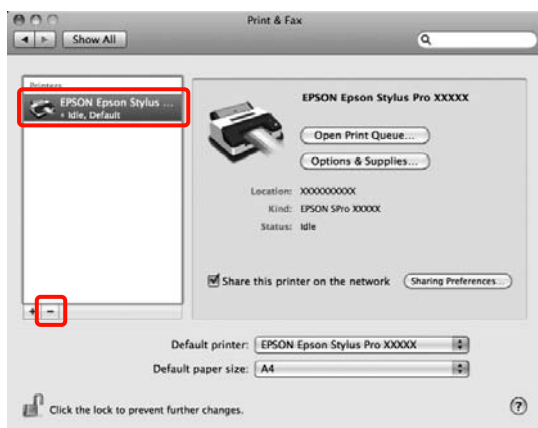 Print & Fax
Show All
Printers
EPSON Epson Stylus ...
• Idle, Default
EPSON Epson Stylus Pro XXXXX
Open Print Queue...
Options & Supplies...
Location: XXXXXXXXXX
Kind: EPSON SPro XXXXX
Status: Idle
Share this printer on the network
Sharing Preferences...
+ -
Default printer: EPSON Epson Stylus Pro XXXXX
Default paper size: A4
Click the lock to prevent further changes.
?